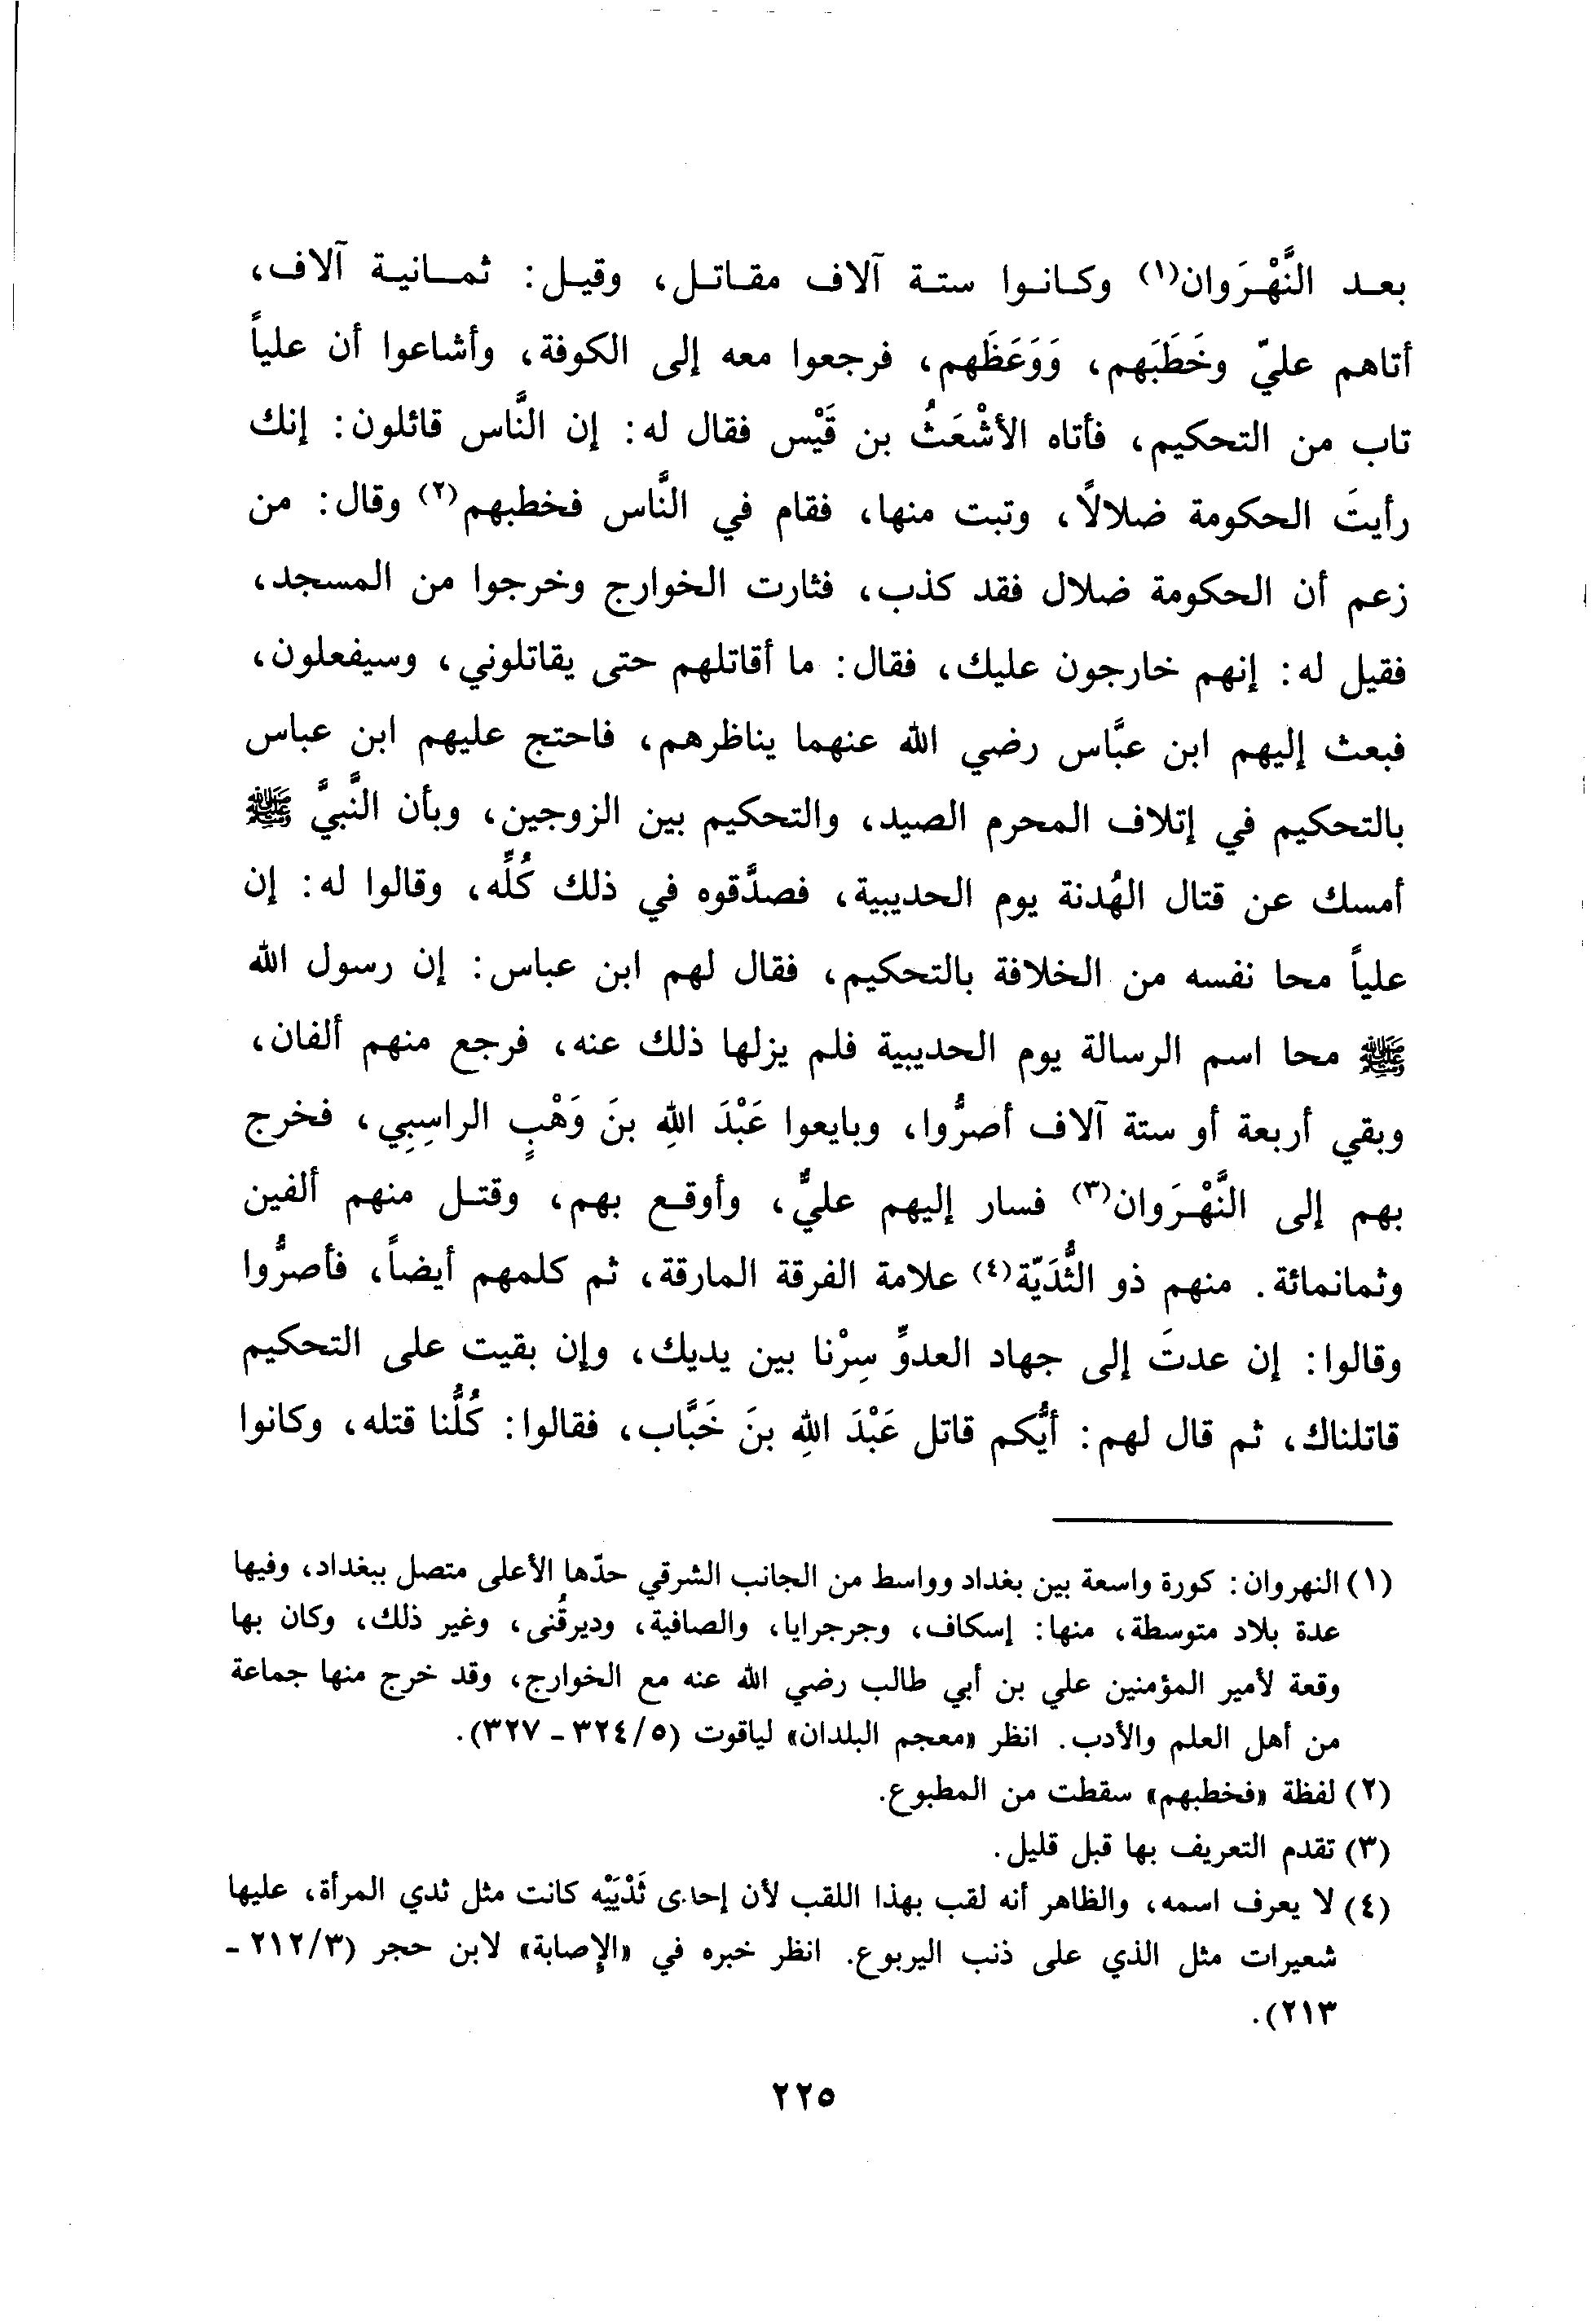 بعد النَّهْرَوان(١) وكانوا ستة آلاف مقاتل، وقيل: ثمانية آلاف،
أتاهم عليّ وخَطَبَهم، وَوَعَظَهم، فرجعوا معه إلى الكوفة، وأشاعوا أن علياً
تاب من التحكيم، فأتاه الأشْعَثُ بن قَيْس فقال له: إن النَّاس قائلون: إنك
رأيتَ الحكومة ضلالاً، وتبت منها، فقام في النَّاس فخطبهم(٢) وقال: من
زعم أن الحكومة ضلال فقد كذب، فثارت الخوارج وخرجوا من المسجد،
فقيل له: إنهم خارجون عليك، فقال: ما أقاتلهم حتى يقاتلوني، وسيفعلون،
فبعث إليهم ابن عبَّاس رضي الله عنهما يناظرهم، فاحتج عليهم ابن عباس
بالتحكيم في إتلاف المحرم الصيد، والتحكيم بين الزوجين، وبأن النَّبيَّ ﷺ
أمسك عن قتال الهُدنة يوم الحديبية، فصدَّقوه في ذلك كُلِّه، وقالوا له: إن
علياً محا نفسه من الخلافة بالتحكيم، فقال لهم ابن عباس: إن رسول الله
ﷺ محا اسم الرسالة يوم الحديبية فلم يزلها ذلك عنه، فرجع منهم ألفان،
وبقي أربعة أو ستة آلاف أصرُّوا، وبايعوا عَبْدَ اللهِ بنَ وَهْبٍ الراسِبِي، فخرج
بهم إلى النَّهْرَوان(٣) فسار إليهم عليٌّ، وأوقع بهم، وقتل منهم ألفين
وثمانمائة. منهم ذو الثُّدَيّة(٤) علامة الفرقة المارقة، ثم كلمهم أيضاً، فأصرُّوا
وقالوا: إن عدتَ إلى جهاد العدوِّ سِرْنا بين يديك، وإن بقيت على التحكيم
قاتلناك، ثم قال لهم: أيُّكم قاتل عَبْدَ اللهِ بنَ خَبَّاب، فقالوا: كُلُّنا قتله، وكانوا
(١) النهروان: كورة واسعة بين بغداد وواسط من الجانب الشرقي حدّها الأعلى متصل ببغداد، وفيها
عدة بلاد متوسطة، منها: إسكاف، وجرجرايا، والصافية، وديرقُنى، وغير ذلك، وكان بها
وقعة لأمير المؤمنين علي بن أبي طالب رضي الله عنه مع الخوارج، وقد خرج منها جماعة
من أهل العلم والأدب. انظر «معجم البلدان» لياقوت (٥/٣٢٤ - ٣٢٧).
(٢) لفظة «فخطبهم» سقطت من المطبوع.
(٣) تقدم التعريف بها قبل قليل.
(٤) لا يعرف اسمه، والظاهر أنه لقب بهذا اللقب لأن إحدى ثَدْيَيْه كانت مثل ثدي المرأة، عليها
شعيرات مثل الذي على ذنب اليربوع. انظر خبره في «الإصابة» لابن حجر (٣/٢١٢ -
٢١٣).
٢٢٥